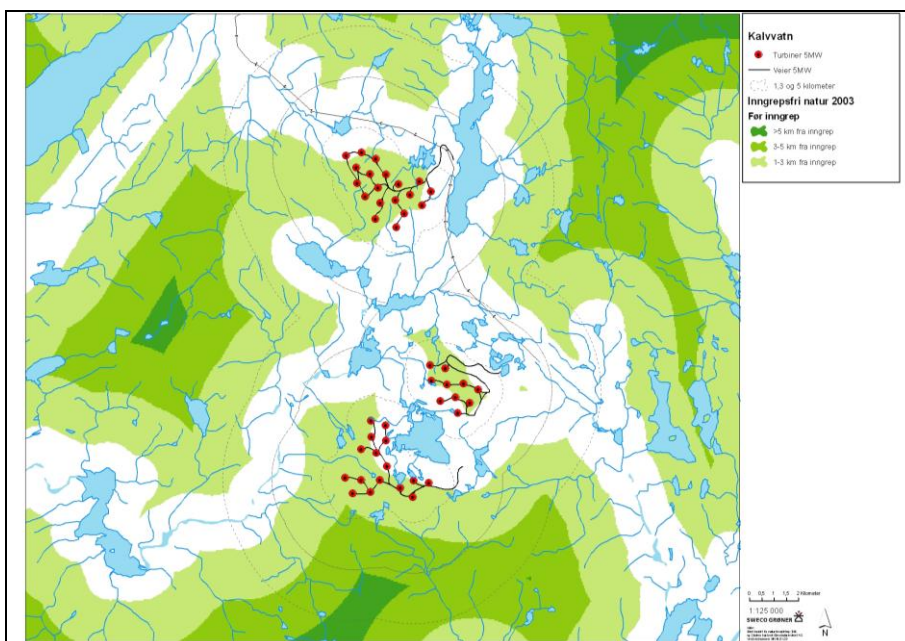 Kalvvatn
Turbiner 5MW
Veier 5MW
1,3 og 5 kilometer
Inngrepsfri natur 2003
Før inngrep
>5 km fra inngrep
3-5 km fra inngrep
1-3 km fra inngrep
0 0,5 1 2 Kilometer
1:125 000
SWECO GRØNER
N